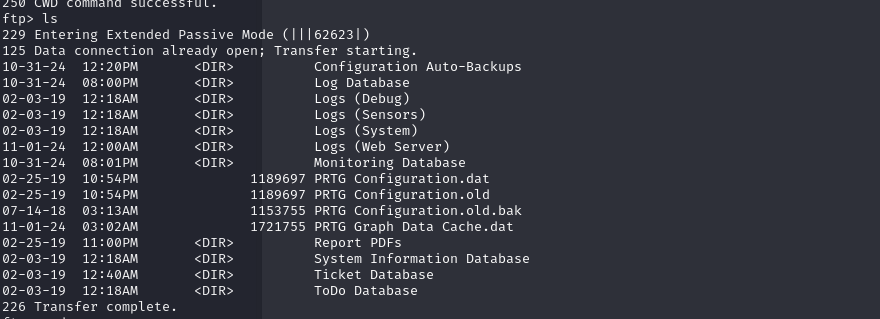 250 CWD command successful.
ftp> ls
229 Entering Extended Passive Mode (|||62623|)
125 Data connection already open; Transfer starting.
10-31-24  12:20PM       <DIR>          Configuration Auto-Backups
10-31-24  08:00PM       <DIR>          Log Database
02-03-19  12:18AM       <DIR>          Logs (Debug)
02-03-19  12:18AM       <DIR>          Logs (Sensors)
02-03-19  12:18AM       <DIR>          Logs (System)
11-01-24  12:00AM       <DIR>          Logs (Web Server)
10-31-24  08:01PM       <DIR>          Monitoring Database
02-25-19  10:54PM              1189697 PRTG Configuration.dat
02-25-19  10:54PM              1189697 PRTG Configuration.old
07-14-18  03:13AM              1153755 PRTG Configuration.old.bak
11-01-24  03:02AM              1721755 PRTG Graph Data Cache.dat
02-25-19  11:00PM       <DIR>          Report PDFs
02-03-19  12:18AM       <DIR>          System Information Database
02-03-19  12:40AM       <DIR>          Ticket Database
02-03-19  12:18AM       <DIR>          ToDo Database
226 Transfer complete.